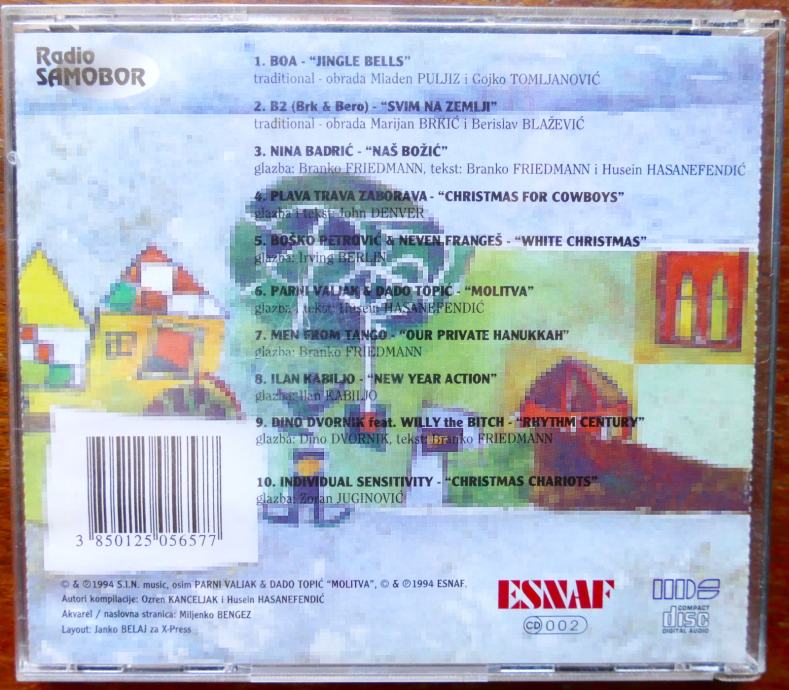 Radio
SAMOBOR
1. BOA - “JINGLE BELLS”
traditional - obrada Mladen PULJIZ i Gojko TOMLJANOVIĆ
2. B2 (Brk & Bero) - “SVIM NA ZEMLJI”
traditional - obrada Marijan BRKIĆ i Berislav BLAŽEVIĆ
3. NINA BADRIĆ - “NAŠ BOŽIĆ”
glazba: Branko FRIEDMANN, tekst: Branko FRIEDMANN i Husein HASANEFENDIĆ
4. PLAVA TRAVA ZABORAVA - “CHRISTMAS FOR COWBOYS”
glazba i tekst: John DENVER
5. BOŠKO PETROVIĆ & NEVEN FRANGEŠ - “WHITE CHRISTMAS”
glazba: Irving BERLIN
6. PARNI VALJAK & DADO TOPIĆ - “MOLITVA”
glazba i tekst: Husein HASANEFENDIĆ
7. MEN FROM TANGO - “OUR PRIVATE HANUKKAH”
glazba: Branko FRIEDMANN
8. ILAN KABILJO - “NEW YEAR ACTION”
glazba: Ilan KABILJO
9. DINO DVORNIK feat. WILLY the BITCH - “RHYTHM CENTURY”
glazba: Dino DVORNIK, tekst: Branko FRIEDMANN
10. INDIVIDUAL SENSITIVITY - “CHRISTMAS CHARIOTS”
glazba: Zoran JUGINOVIĆ
3 850125 056577
© & ℗1994 S.I.N. music, osim PARNI VALJAK & DADO TOPIĆ “MOLITVA”, © & ℗1994 ESNAF.
Autori kompilacije: Ozren KANCELJAK i Husein HASANEFENDIĆ
Akvarel / naslovna stranica: Miljenko BENGEZ
Layout: Janko BELAJ za X-Press
ESNAF
CD 002
COMPACT
disc
DIGITAL AUDIO